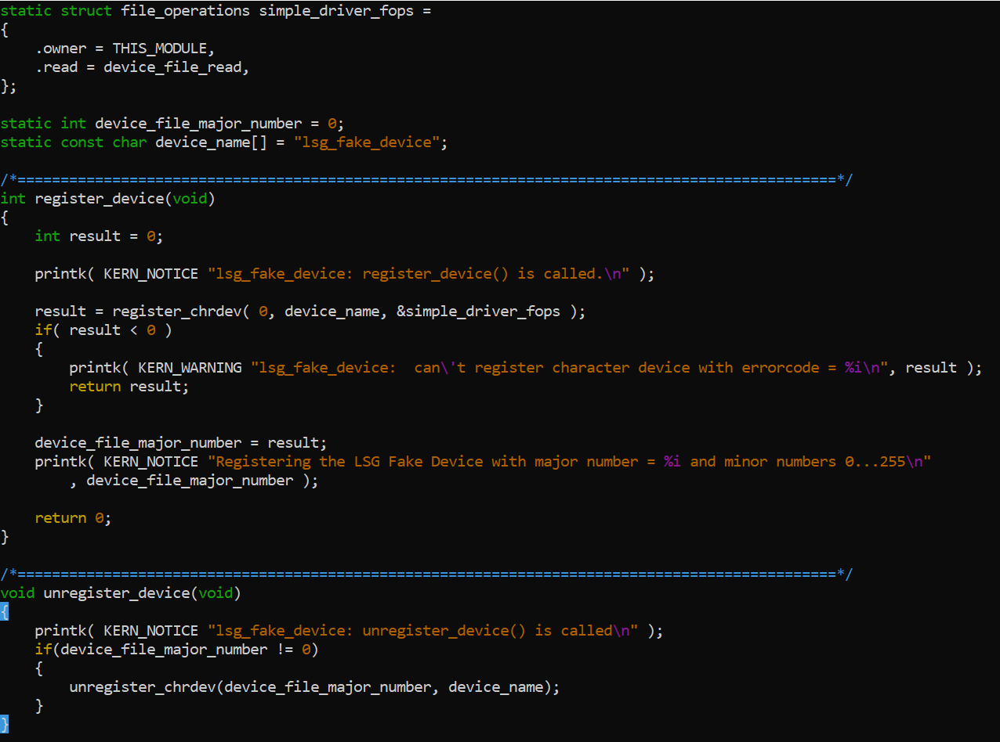 static struct file_operations simple_driver_fops =
{
    .owner = THIS_MODULE,
    .read = device_file_read,
};

static int device_file_major_number = 0;
static const char device_name[] = "lsg_fake_device";

/*===============================================================================================*/
int register_device(void)
{
    int result = 0;

    printk( KERN_NOTICE "lsg_fake_device: register_device() is called.\n" );

    result = register_chrdev( 0, device_name, &simple_driver_fops );
    if( result < 0 )
    {
        printk( KERN_WARNING "lsg_fake_device:  can\'t register character device with errorcode = %i\n", result );
        return result;
    }

    device_file_major_number = result;
    printk( KERN_NOTICE "Registering the LSG Fake Device with major number = %i and minor numbers 0...255\n"
        , device_file_major_number );

    return 0;
}

/*===============================================================================================*/
void unregister_device(void)
{
    printk( KERN_NOTICE "lsg_fake_device: unregister_device() is called\n" );
    if(device_file_major_number != 0)
    {
        unregister_chrdev(device_file_major_number, device_name);
    }
}